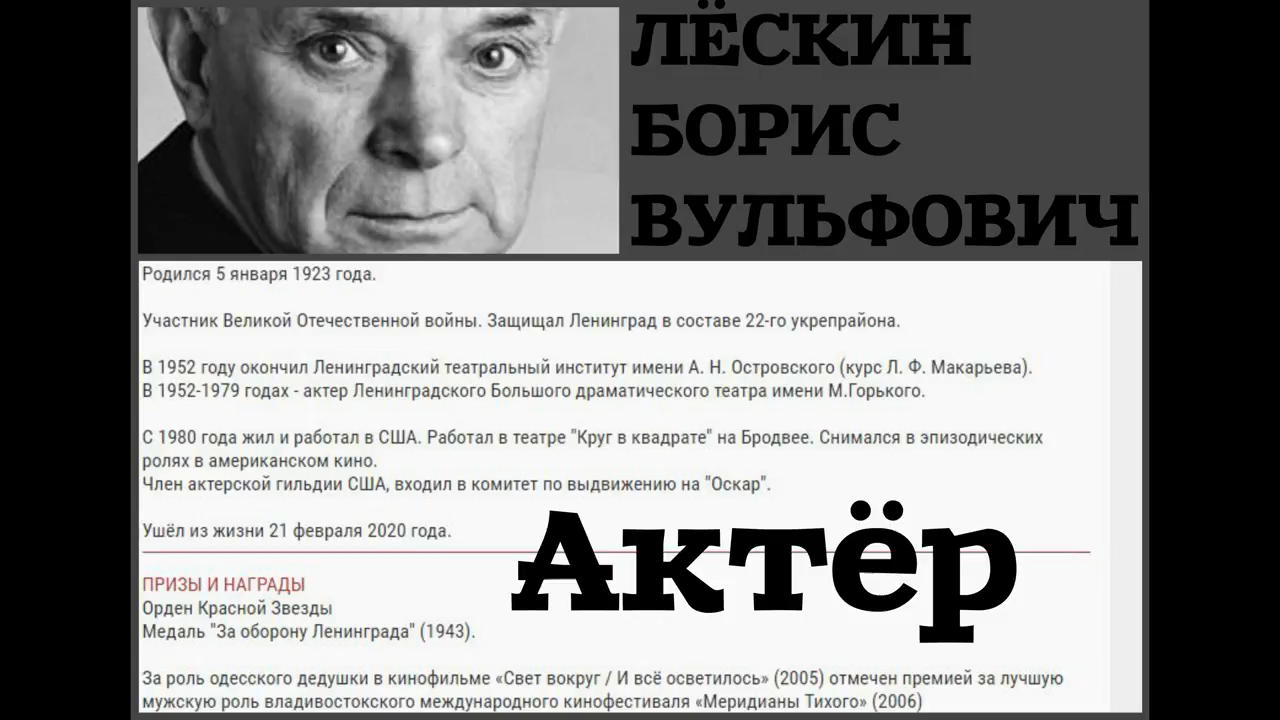 ЛЁСКИН
БОРИС
ВУЛЬФОВИЧ
Родился 5 января 1923 года.
Участник Великой Отечественной войны. Защищал Ленинград в составе 22-го укрепрайона.
В 1952 году окончил Ленинградский театральный институт имени А. Н. Островского (курс Л. Ф. Макарьева).
В 1952-1979 годах - актер Ленинградского Большого драматического театра имени М.Горького.
С 1980 года жил и работал в США. Работал в театре "Круг в квадрате" на Бродвее. Снимался в эпизодических
ролях в американском кино.
Член актерской гильдии США, входил в комитет по выдвижению на "Оскар".
Ушёл из жизни 21 февраля 2020 года.
Актёр
ПРИЗЫ И НАГРАДЫ
Орден Красной Звезды
Медаль "За оборону Ленинграда" (1943).
За роль одесского дедушки в кинофильме «Свет вокруг / И всё осветилось» (2005) отмечен премией за лучшую
мужскую роль владивостокского международного кинофестиваля «Меридианы Тихого» (2006)